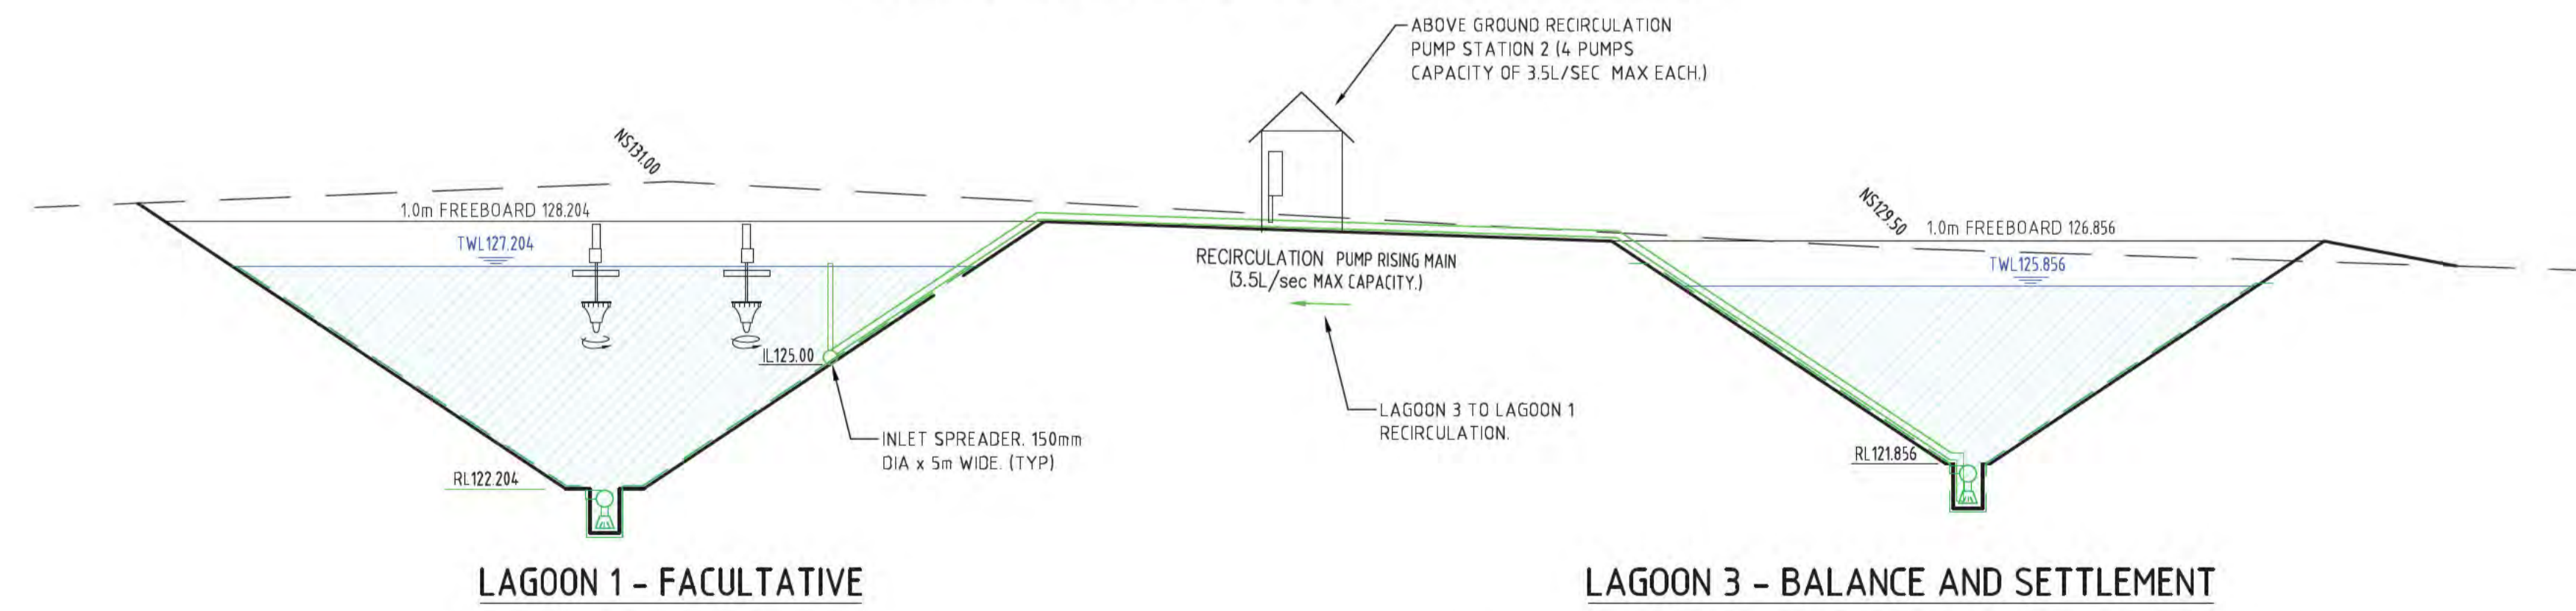 ABOVE GROUND RECIRCULATION
PUMP STATION 2 (4 PUMPS
CAPACITY OF 3.5L/SEC MAX EACH.)
NS131.00
1.0m FREEBOARD 128.204
TWL127.204
NS129.50
1.0m FREEBOARD 126.856
TWL125.856
RECIRCULATION PUMP RISING MAIN
(3.5L/sec MAX CAPACITY.)
IL125.00
LAGOON 3 TO LAGOON 1
RECIRCULATION.
INLET SPREADER. 150mm
DIA x 5m WIDE. (TYP)
RL122.204
RL121.856
LAGOON 1 - FACULTATIVE
LAGOON 3 - BALANCE AND SETTLEMENT